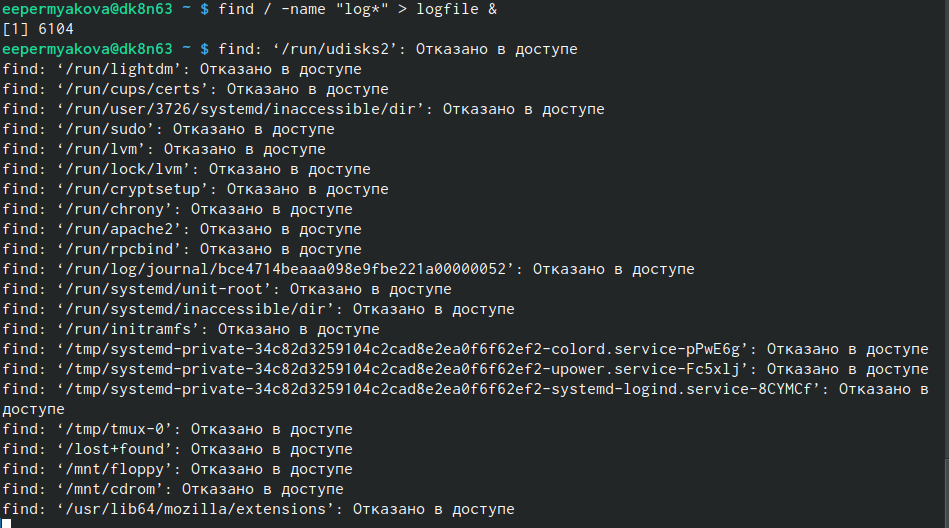 eepermyakova@dk8n63 ~ $ find / -name "log*" > logfile &
[1] 6104
eepermyakova@dk8n63 ~ $ find: ‘/run/udisks2’: Отказано в доступе
find: ‘/run/lightdm’: Отказано в доступе
find: ‘/run/cups/certs’: Отказано в доступе
find: ‘/run/user/3726/systemd/inaccessible/dir’: Отказано в доступе
find: ‘/run/sudo’: Отказано в доступе
find: ‘/run/lvm’: Отказано в доступе
find: ‘/run/lock/lvm’: Отказано в доступе
find: ‘/run/cryptsetup’: Отказано в доступе
find: ‘/run/chrony’: Отказано в доступе
find: ‘/run/apache2’: Отказано в доступе
find: ‘/run/rpcbind’: Отказано в доступе
find: ‘/run/log/journal/bce4714beaaa098e9fbe221a00000052’: Отказано в доступе
find: ‘/run/systemd/unit-root’: Отказано в доступе
find: ‘/run/systemd/inaccessible/dir’: Отказано в доступе
find: ‘/run/initramfs’: Отказано в доступе
find: ‘/tmp/systemd-private-34c82d3259104c2cad8e2ea0f6f62ef2-colord.service-pPwE6g’: Отказано в доступе
find: ‘/tmp/systemd-private-34c82d3259104c2cad8e2ea0f6f62ef2-upower.service-Fc5xlj’: Отказано в доступе
find: ‘/tmp/systemd-private-34c82d3259104c2cad8e2ea0f6f62ef2-systemd-logind.service-8CYMCf’: Отказано в
доступе
find: ‘/tmp/tmux-0’: Отказано в доступе
find: ‘/lost+found’: Отказано в доступе
find: ‘/mnt/floppy’: Отказано в доступе
find: ‘/mnt/cdrom’: Отказано в доступе
find: ‘/usr/lib64/mozilla/extensions’: Отказано в доступе